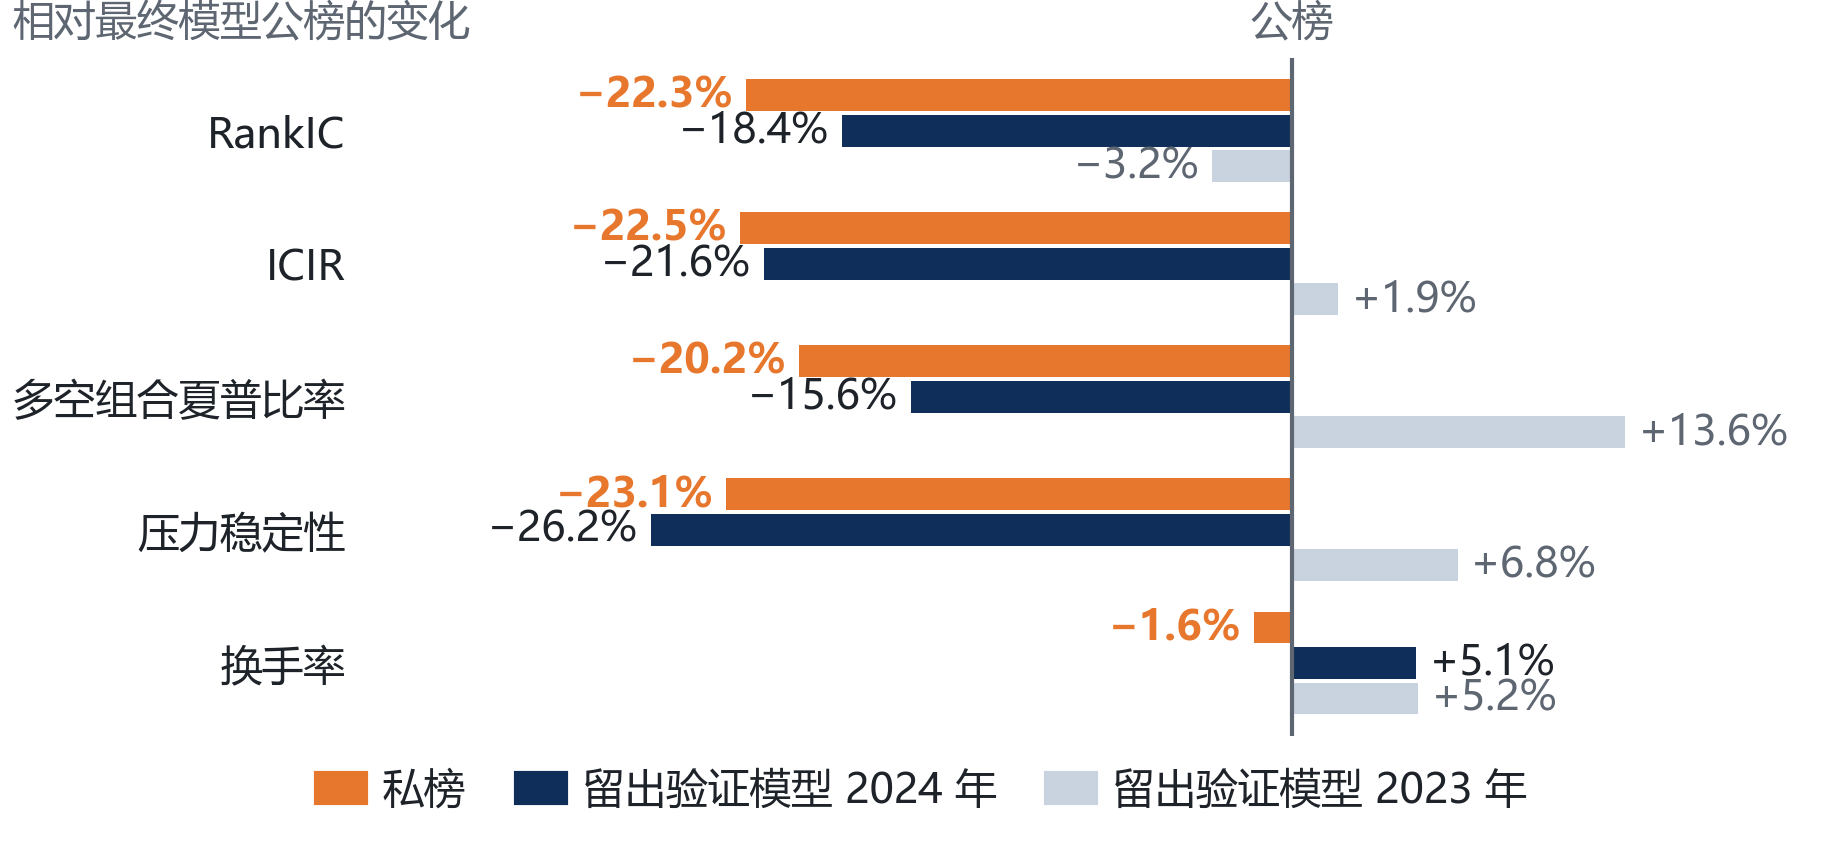 相对最终模型公榜的变化 公榜
−22.3%
RankIC −18.4%
−3.2%
−22.5%
ICIR −21.6%
+1.9%
−20.2%
多空组合夏普比率 −15.6%
+13.6%
−23.1%
压力稳定性 −26.2%
+6.8%
−1.6%
换手率 +5.1%
+5.2%
私榜 留出验证模型 2024 年 留出验证模型 2023 年